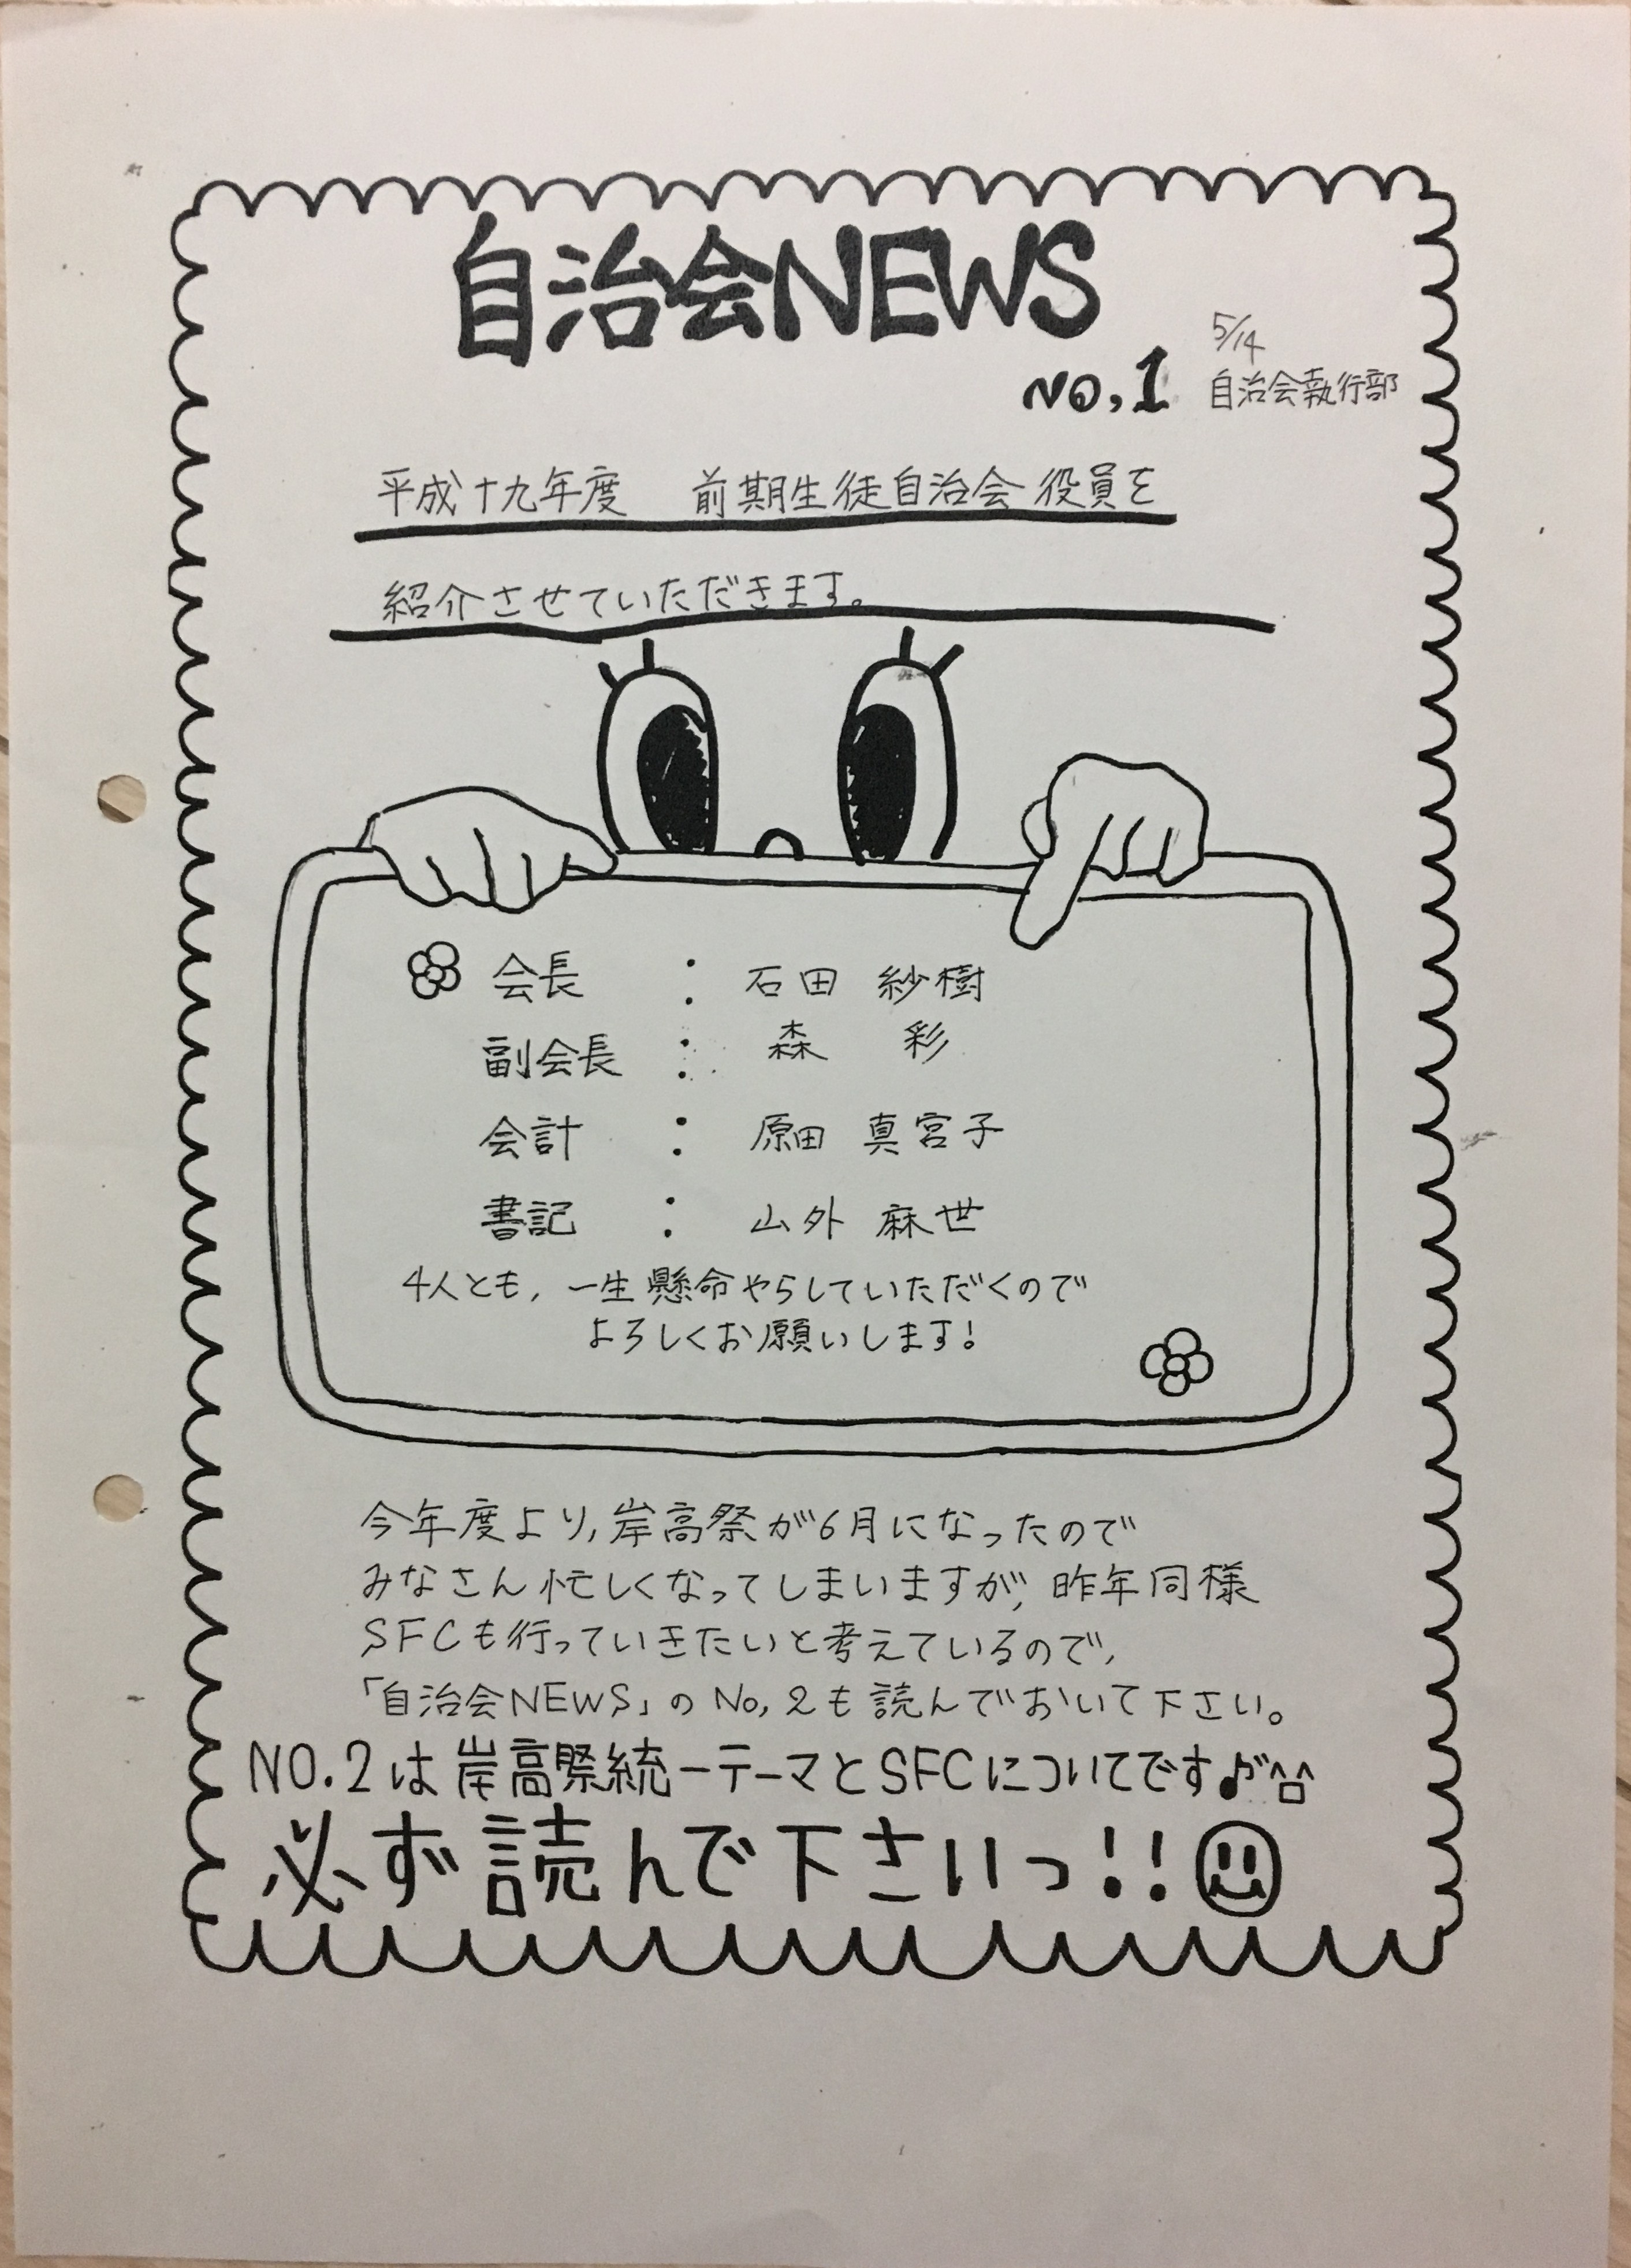 自治会NEWS
NO,1
5/14
自治会執行部
平成十九年度　前期生徒自治会役員を
紹介させていただきます。
会長 : 石田 紗樹
副会長 : 森 彩
会計 : 原田 真宮子
書記 : 山外 麻世
4人とも,一生懸命やらしていただくので
よろしくお願いします!
今年度より,岸高祭が6月になったので
みなさん忙しくなってしまいますが,昨年同様
SFCも行っていきたいと考えているので,
「自治会NEWS」のNo,2も読んでおいて下さい。
NO.2は岸高祭統一テーマとSFCについてです♪^ロ^
必ず読んで下さいっ!!